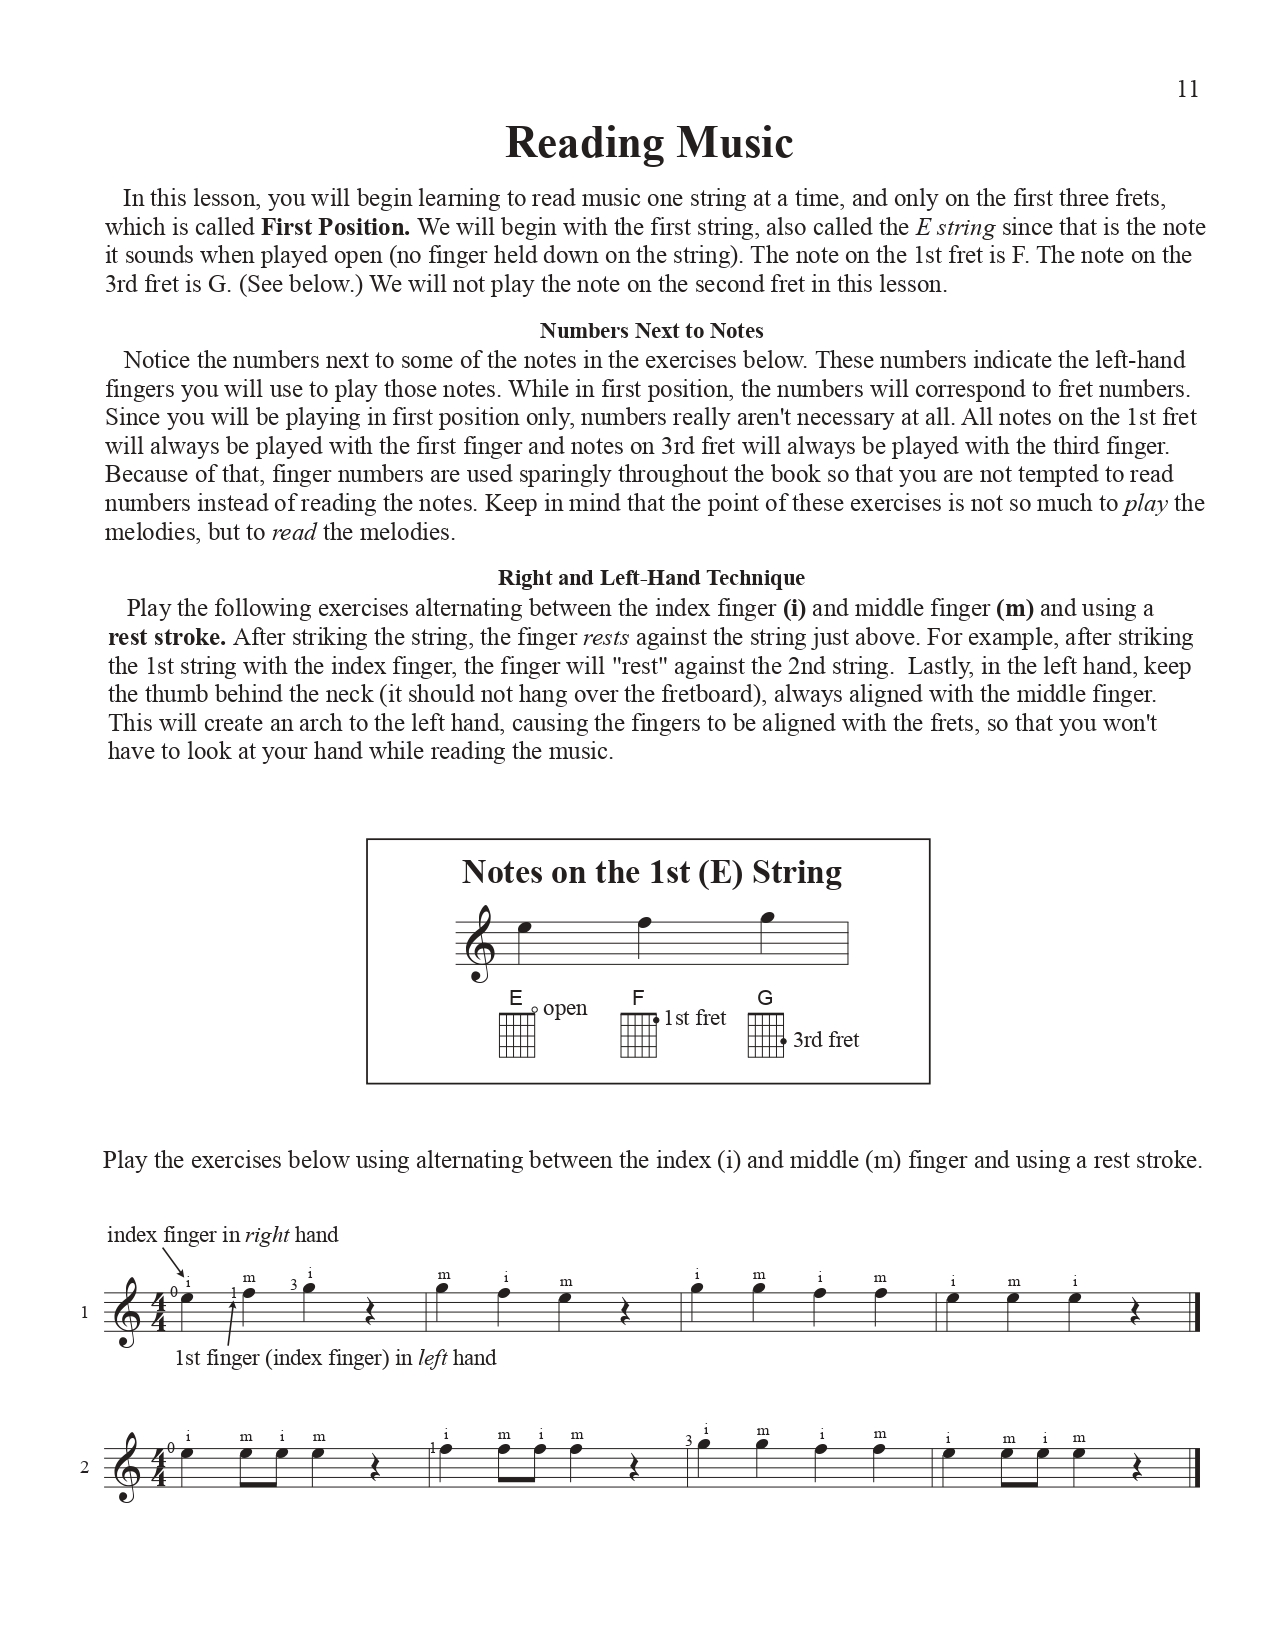 11
Reading Music
In this lesson, you will begin learning to read music one string at a time, and only on the first three frets,
which is called First Position. We will begin with the first string, also called the E string since that is the note
it sounds when played open (no finger held down on the string). The note on the 1st fret is F. The note on the
3rd fret is G. (See below.) We will not play the note on the second fret in this lesson.
Numbers Next to Notes
Notice the numbers next to some of the notes in the exercises below. These numbers indicate the left-hand
fingers you will use to play those notes. While in first position, the numbers will correspond to fret numbers.
Since you will be playing in first position only, numbers really aren't necessary at all. All notes on the 1st fret
will always be played with the first finger and notes on 3rd fret will always be played with the third finger.
Because of that, finger numbers are used sparingly throughout the book so that you are not tempted to read
numbers instead of reading the notes. Keep in mind that the point of these exercises is not so much to play the
melodies, but to read the melodies.
Right and Left-Hand Technique
Play the following exercises alternating between the index finger (i) and middle finger (m) and using a
rest stroke. After striking the string, the finger rests against the string just above. For example, after striking
the 1st string with the index finger, the finger will "rest" against the 2nd string. Lastly, in the left hand, keep
the thumb behind the neck (it should not hang over the fretboard), always aligned with the middle finger.
This will create an arch to the left hand, causing the fingers to be aligned with the frets, so that you won't
have to look at your hand while reading the music.
Notes on the 1st (E) String
E F G
open 1st fret 3rd fret
Play the exercises below using alternating between the index (i) and middle (m) finger and using a rest stroke.
index finger in right hand
i m i m i m i m i m i m i
0 1 3
1 4 4
1st finger (index finger) in left hand
i m i m i m i m i m i m i m i m
0 1 3
2 4 4